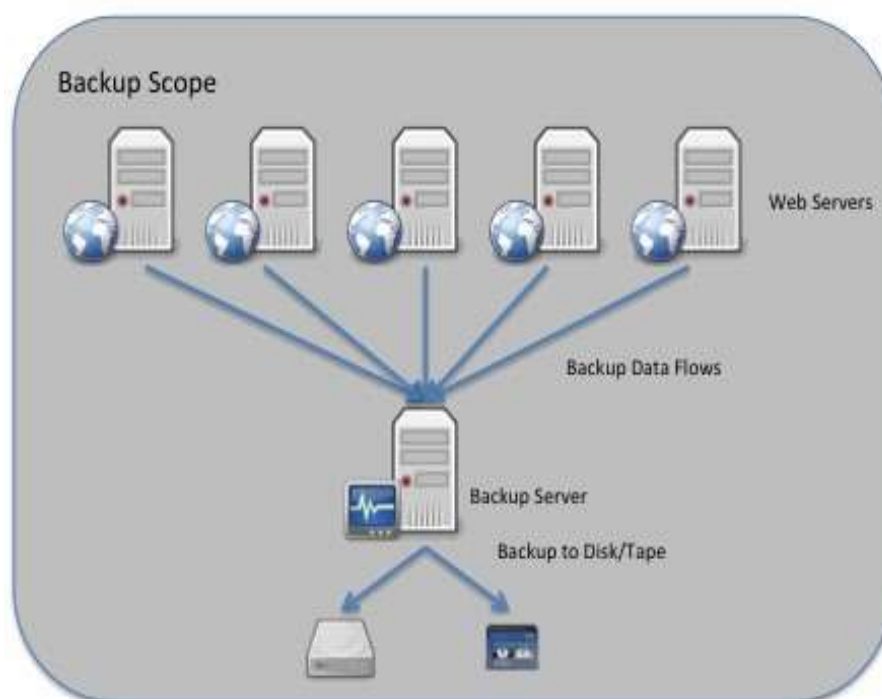 Backup Scope
Web Servers
Backup Data Flows
Backup Server
Backup to Disk/Tape